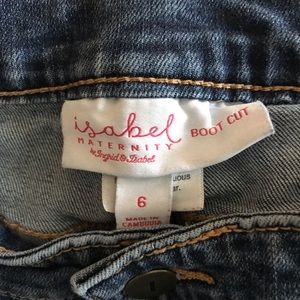 isabel
MATERNITY
by Ingrid & Isabel
BOOT CUT
6
MADE IN
CAMBODIA